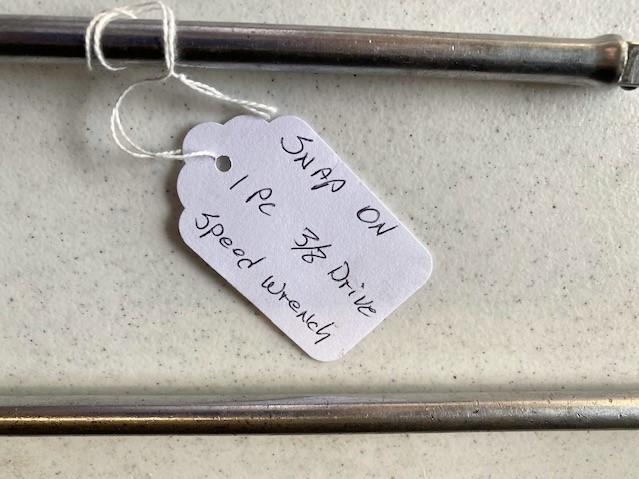 SNAP ON
1 PC 3/8 Drive
Speed Wrench